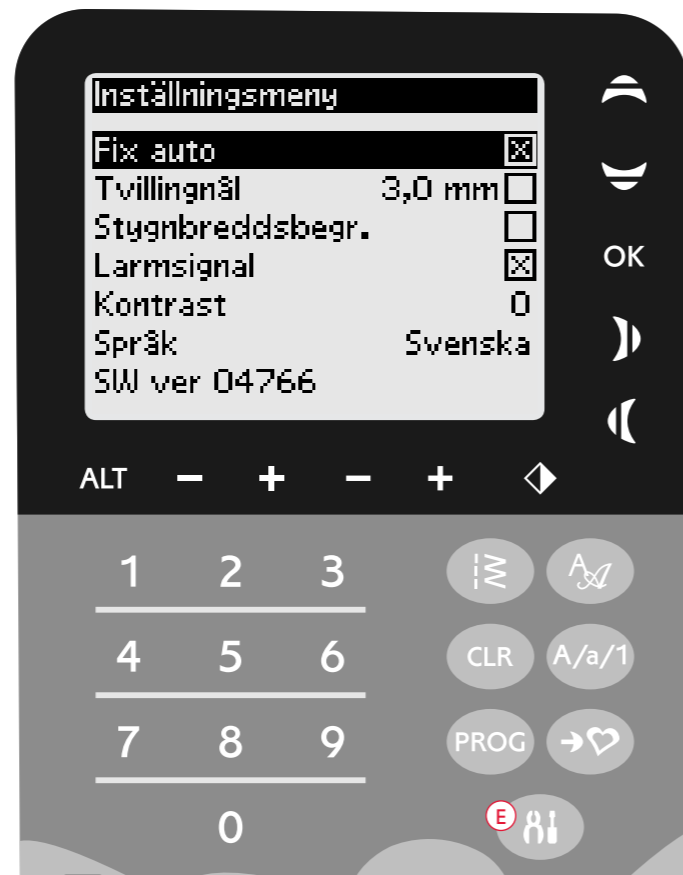 Inställningsmeny
Fix auto
Tvillingnål 3,0 mm
Stygnbreddsbegr.
Larmsignal
Kontrast 0
Språk Svenska
SW ver 04766
OK
ALT − + − +
1 2 3
4 5 6 CLR A/a/1
7 8 9 PROG
0 E